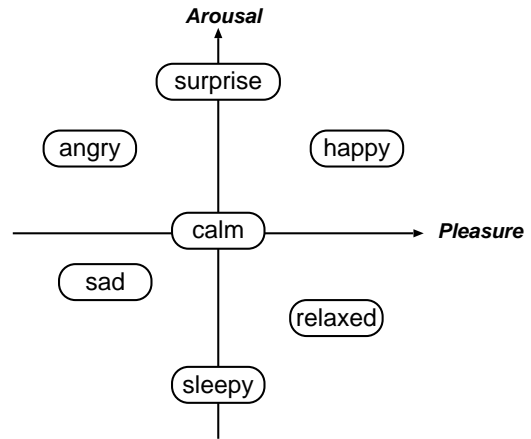 Arousal
surprise
angry
happy
calm
Pleasure
sad
relaxed
sleepy